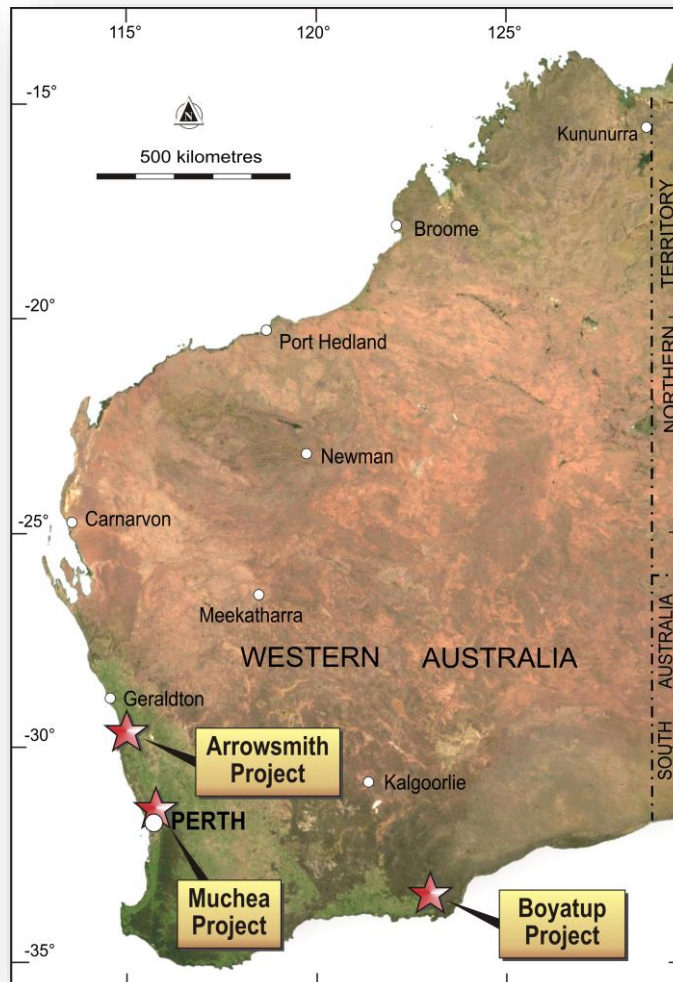 115°
120°
125°
-15°
N
500 kilometres
Kununurra
Broome
NORTHERN TERRITORY
-20°
Port Hedland
Newman
Carnarvon
-25°
Meekatharra
WESTERN AUSTRALIA
SOUTH AUSTRALIA
Geraldton
-30°
Arrowsmith
Project
Kalgoorlie
PERTH
Muchea
Project
Boyatup
Project
-35°